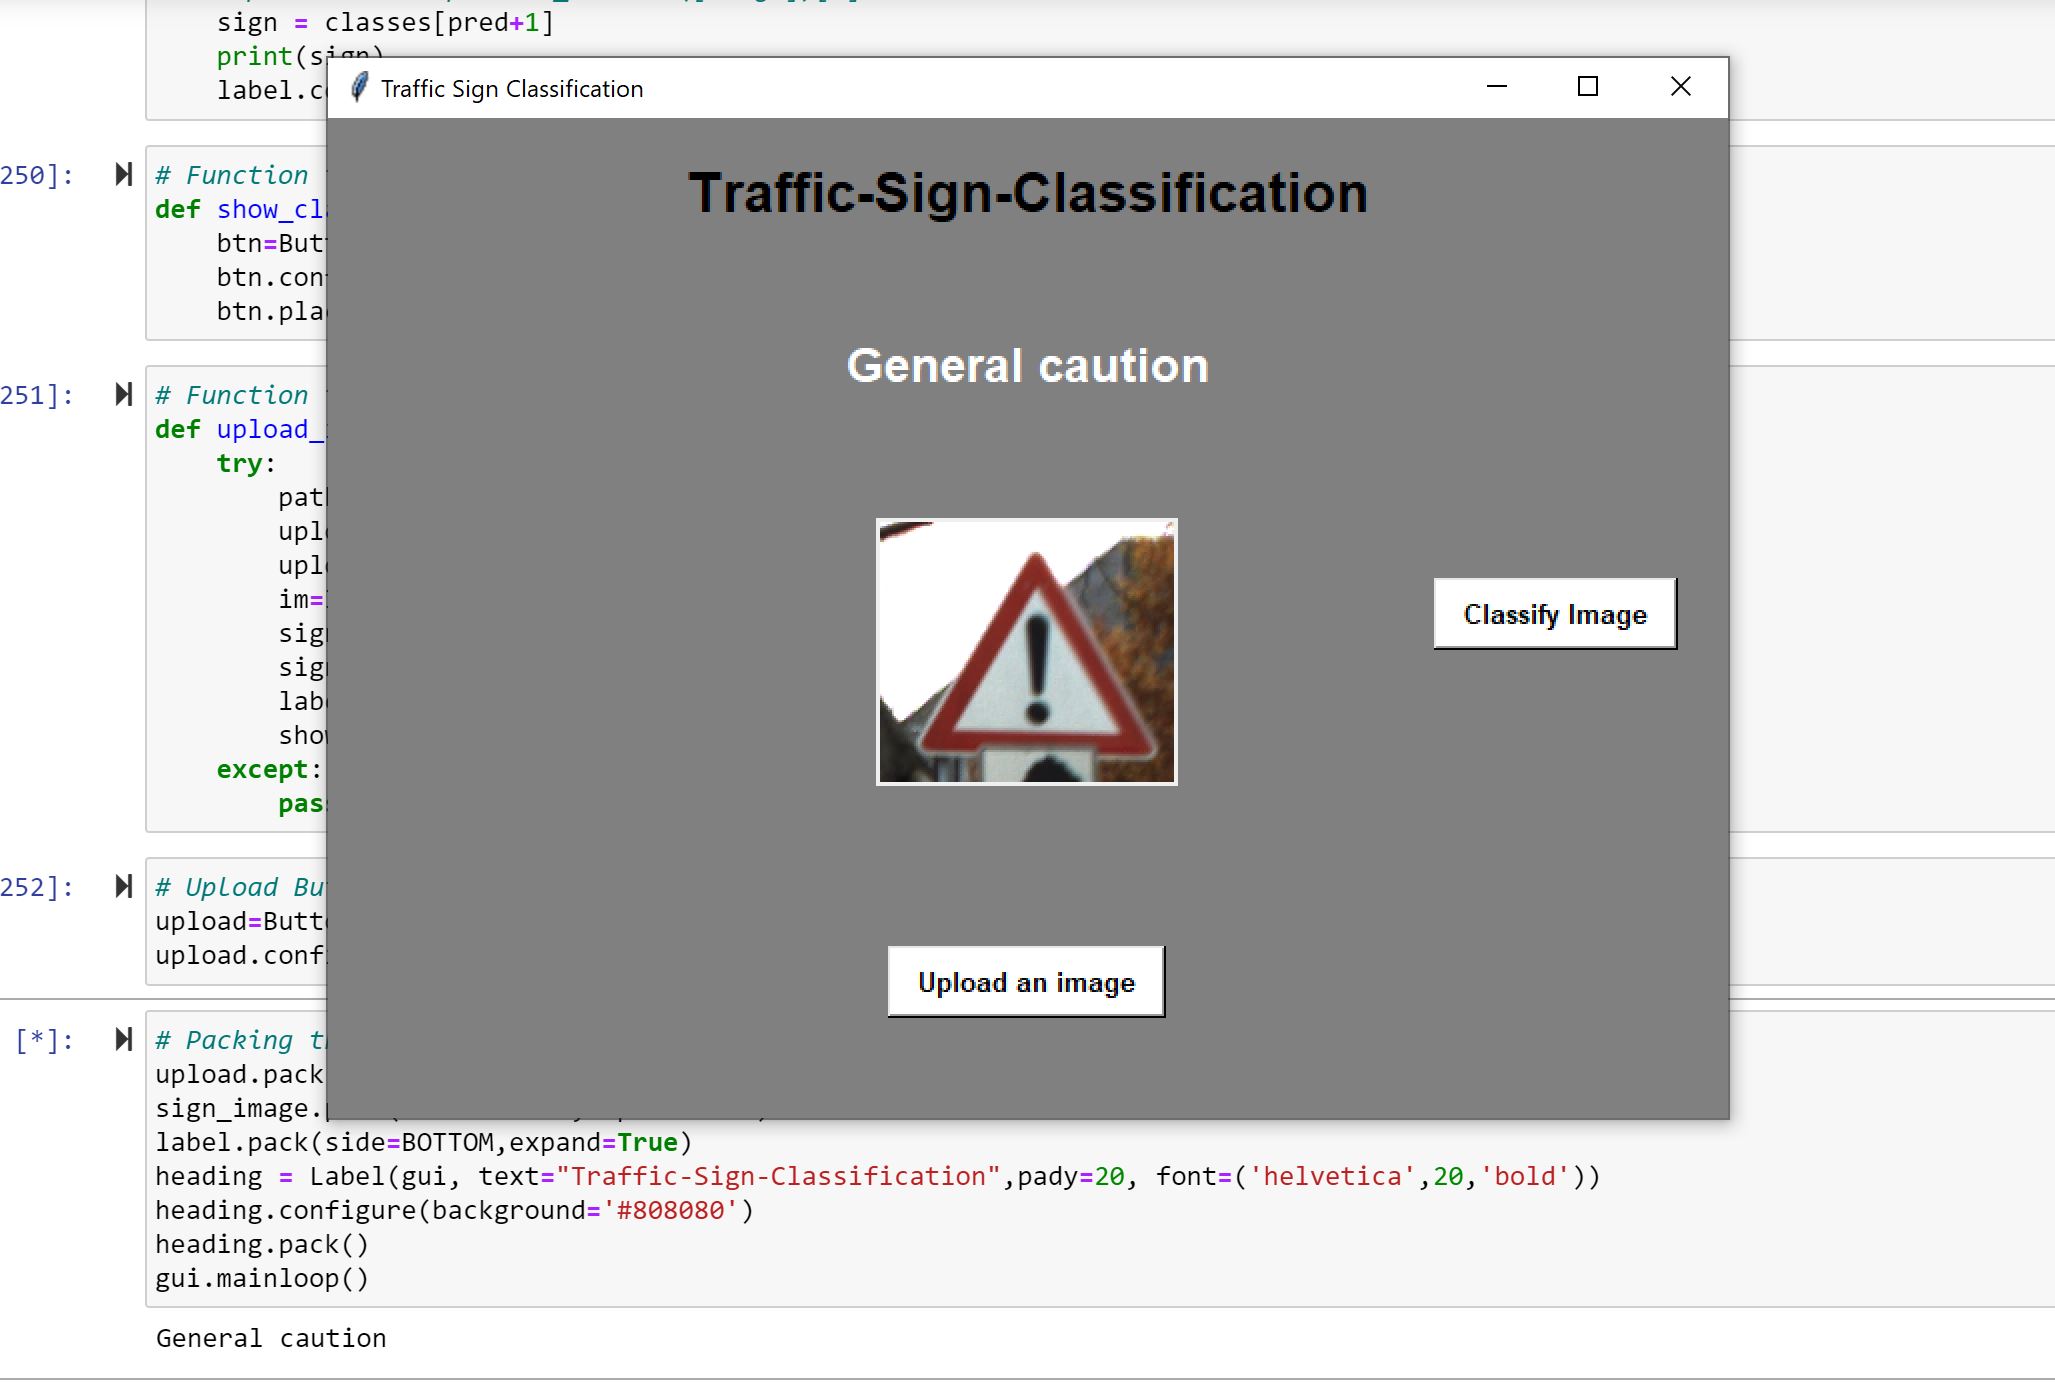 sign = classes[pred+1]
print(sign)
label.c
Traffic Sign Classification
Traffic-Sign-Classification
General caution
Classify Image
Upload an image
250]:
# Function
def show_cl
btn=But
btn.con
btn.pla
251]:
# Function
def upload_
try:
pat
upl
upl
im=
sig
sig
lab
sho
except:
pas
252]:
# Upload Bu
upload=Butt
upload.conf
[*]:
# Packing t
upload.pack
sign_image.
label.pack(side=BOTTOM,expand=True)
heading = Label(gui, text="Traffic-Sign-Classification",pady=20, font=('helvetica',20,'bold'))
heading.configure(background='#808080')
heading.pack()
gui.mainloop()
General caution